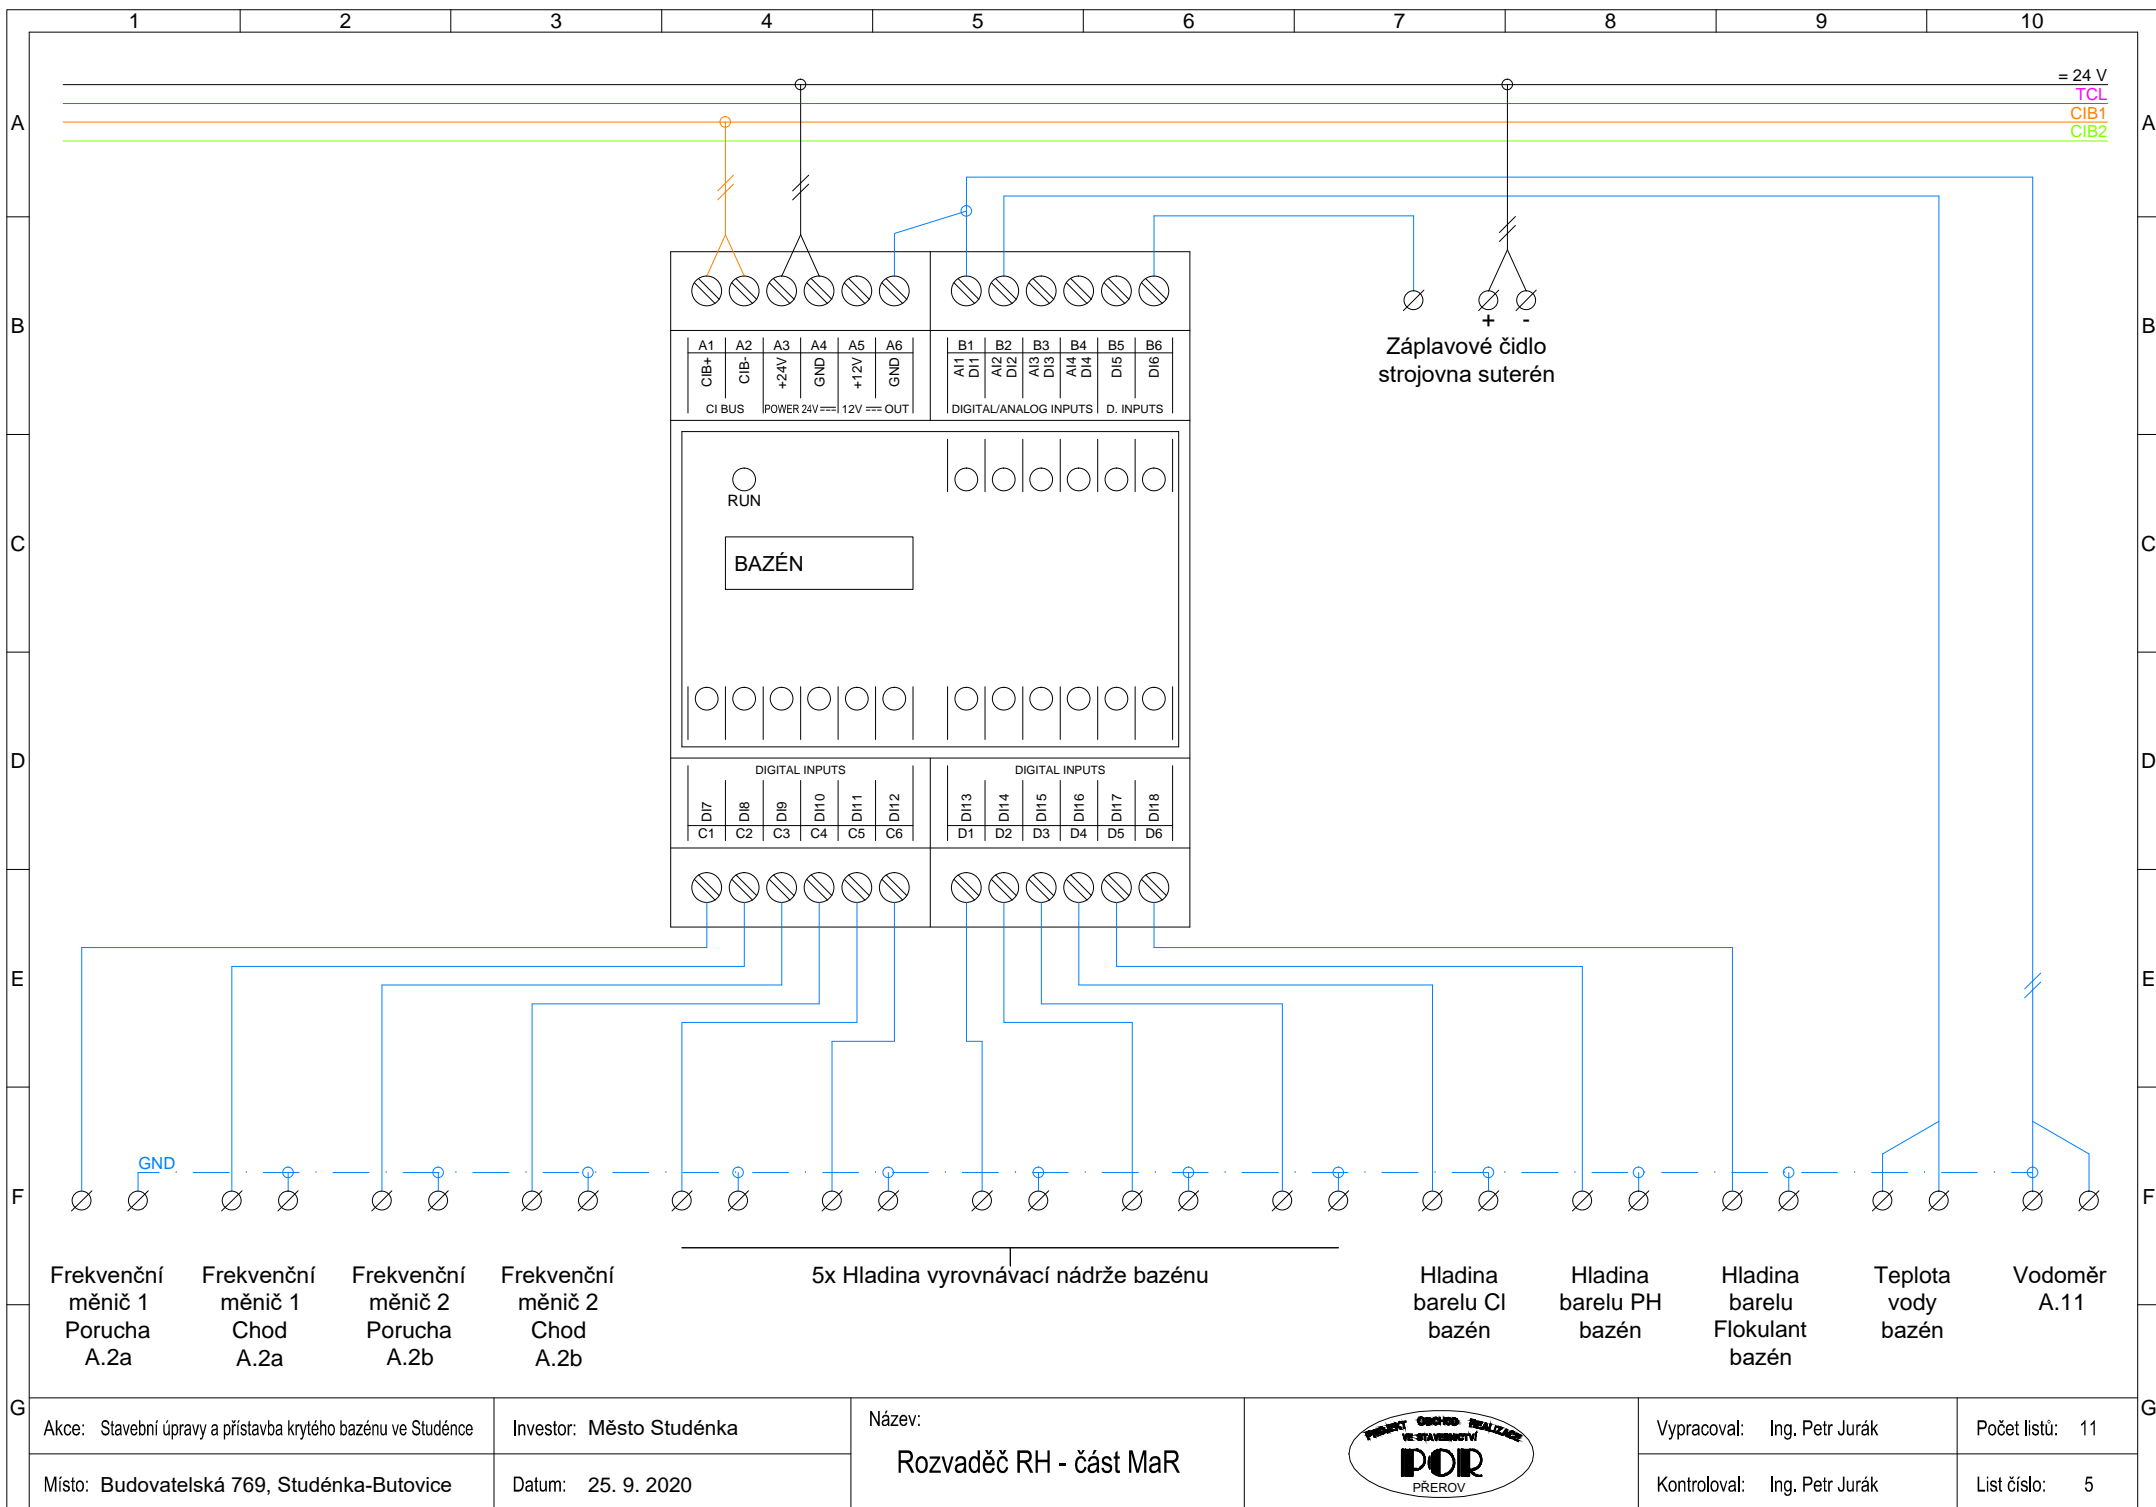 1 2 3 4 5 6 7 8 9 10
= 24 V
TCL
CIB1
CIB2
A A
B B
C C
D D
E E
F F
G G
A1 A2 A3 A4 A5 A6
CIB+ CIB- +24V GND +12V GND
CI BUS POWER 24V 12V OUT
B1 B2 B3 B4 B5 B6
AI1 AI2 AI3 AI4 DI5 DI6
DI1 DI2 DI3 DI4
DIGITAL/ANALOG INPUTS D. INPUTS
+ -
Záplavové čidlo
strojovna suterén
RUN
BAZÉN
DIGITAL INPUTS DIGITAL INPUTS
DI7 DI8 DI9 DI10 DI11 DI12 DI13 DI14 DI15 DI16 DI17 DI18
C1 C2 C3 C4 C5 C6 D1 D2 D3 D4 D5 D6
GND
Frekvenční
měnič 1
Porucha
A.2a
Frekvenční
měnič 1
Chod
A.2a
Frekvenční
měnič 2
Porucha
A.2b
Frekvenční
měnič 2
Chod
A.2b
5x Hladina vyrovnávací nádrže bazénu
Hladina
barelu Cl
bazén
Hladina
barelu PH
bazén
Hladina
barelu
Flokulant
bazén
Teplota
vody
bazén
Vodoměr
A.11
Akce: Stavební úpravy a přístavba krytého bazénu ve Studénce
Místo: Budovatelská 769, Studénka-Butovice
Investor: Město Studénka
Datum: 25. 9. 2020
Název:
Rozvaděč RH - část MaR
PROJEKT OBCHOD REALIZACE
VE STAVEBNICTVÍ
POR
PŘEROV
Vypracoval: Ing. Petr Jurák
Kontroloval: Ing. Petr Jurák
Počet listů: 11
List číslo: 5